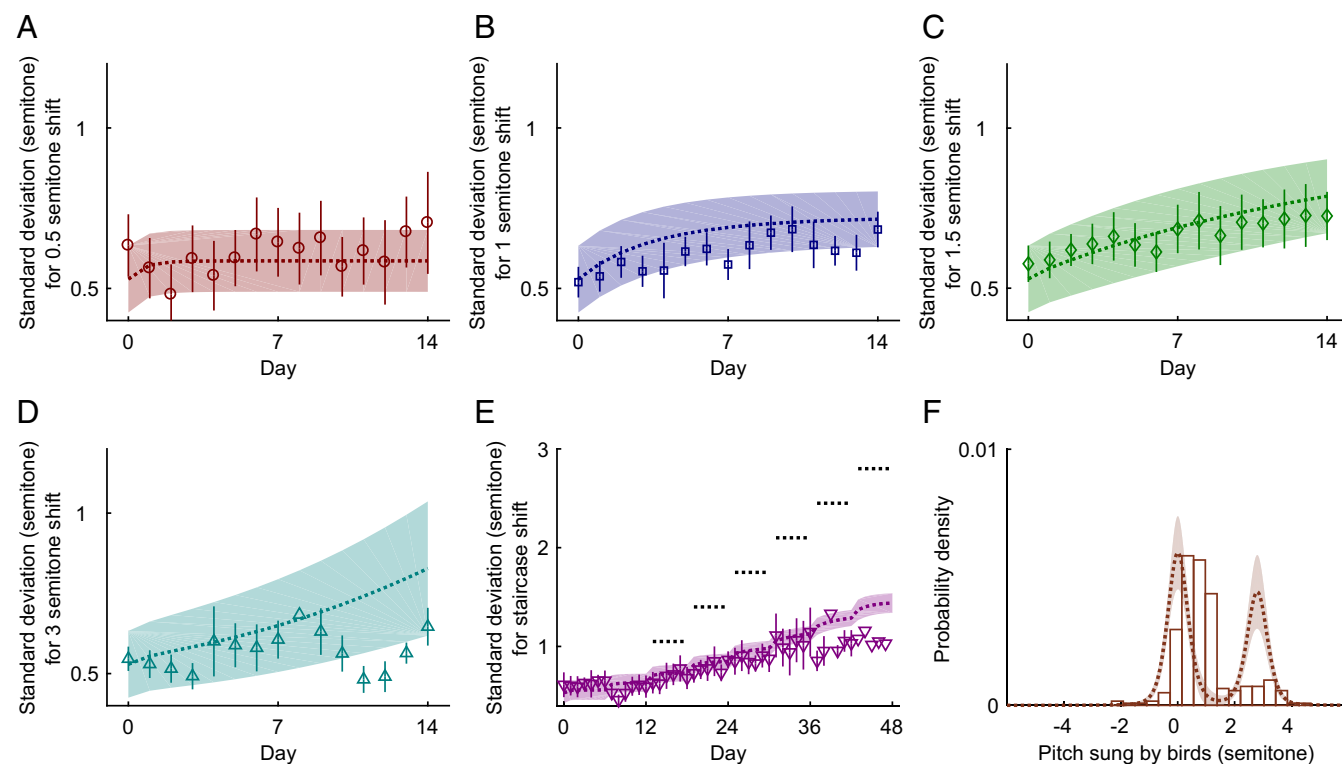 A
Standard deviation (semitone)
for 0.5 semitone shift
1
0.5
0 7 14
Day
B
Standard deviation (semitone)
for 1 semitone shift
1
0.5
0 7 14
Day
C
Standard deviation (semitone)
for 1.5 semitone shift
1
0.5
0 7 14
Day
D
Standard deviation (semitone)
for 3 semitone shift
1
0.5
0 7 14
Day
E
Standard deviation (semitone)
for staircase shift
3
2
1
0 12 24 36 48
Day
F
Probability density
0.01
0
-4 -2 0 2 4
Pitch sung by birds (semitone)